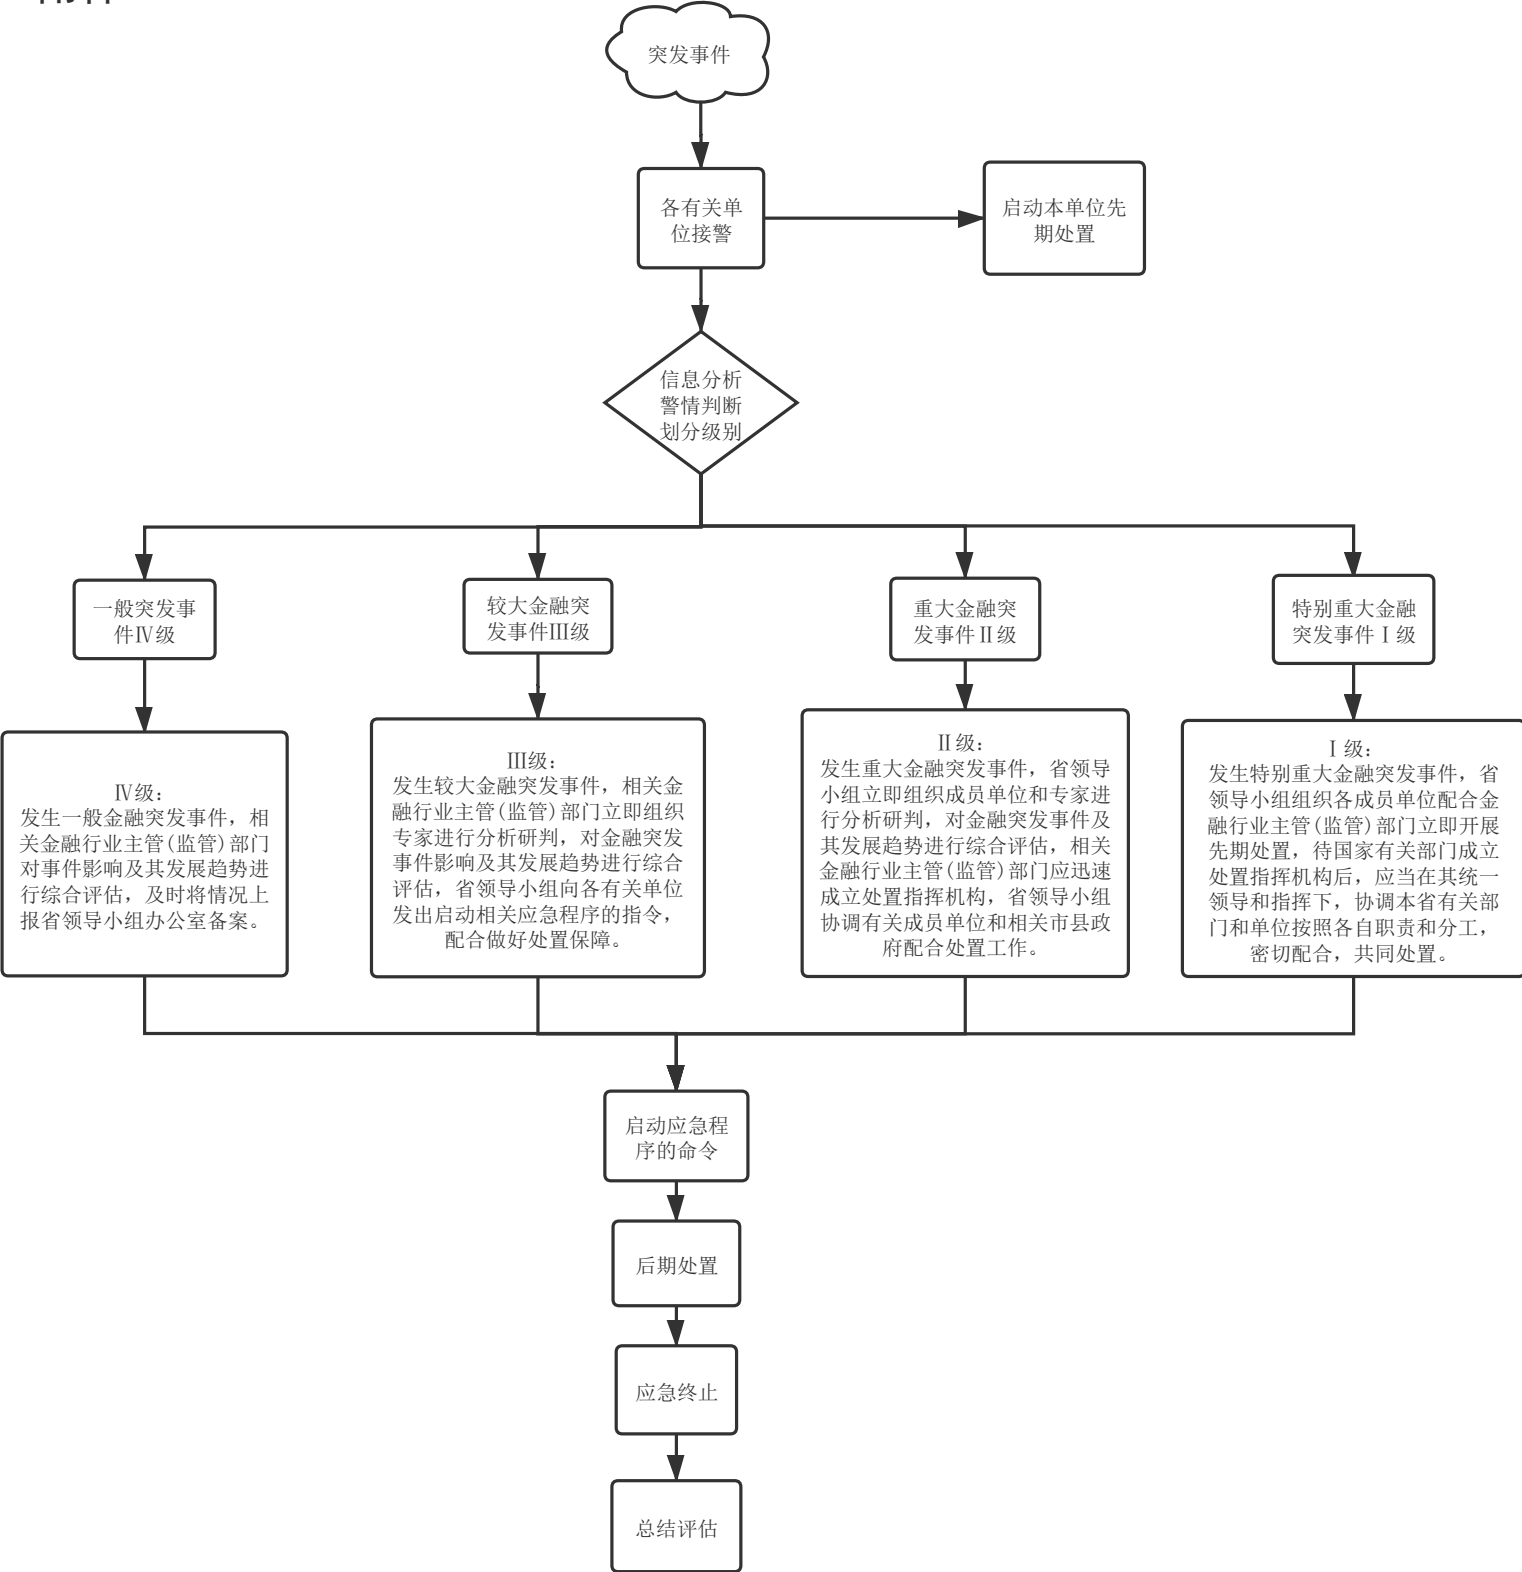 突发事件
各有关单
位接警
启动本单位先
期处置
信息分析
警情判断
划分级别
一般突发事
件Ⅳ级
较大金融突
发事件Ⅲ级
重大金融突
发事件Ⅱ级
特别重大金融
突发事件Ⅰ级
Ⅳ级：
发生一般金融突发事件，相
关金融行业主管(监管)部门
对事件影响及其发展趋势进
行综合评估，及时将情况上
报省领导小组办公室备案。
Ⅲ级：
发生较大金融突发事件，相关金
融行业主管(监管)部门立即组织
专家进行分析研判，对金融突发
事件影响及其发展趋势进行综合
评估，省领导小组向各有关单位
发出启动相关应急程序的指令，
配合做好处置保障。
Ⅱ级：
发生重大金融突发事件，省领导
小组立即组织成员单位和专家进
行分析研判，对金融突发事件及
其发展趋势进行综合评估，相关
金融行业主管(监管)部门应迅速
成立处置指挥机构，省领导小组
协调有关成员单位和相关市县政
府配合处置工作。
Ⅰ级：
发生特别重大金融突发事件，省
领导小组组织各成员单位配合金
融行业主管(监管)部门立即开展
先期处置，待国家有关部门成立
处置指挥机构后，应当在其统一
领导和指挥下，协调本省有关部
门和单位按照各自职责和分工，
密切配合，共同处置。
启动应急程
序的命令
后期处置
应急终止
总结评估